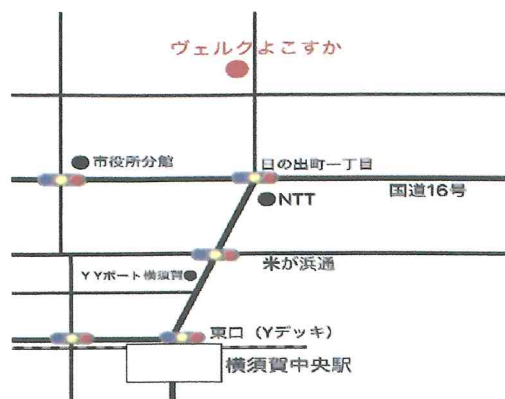 ヴェルクよこすか
市役所分館
日の出町一丁目
国道16号
NTT
米が浜通
YYポート横須賀
東口（Yデッキ）
横須賀中央駅